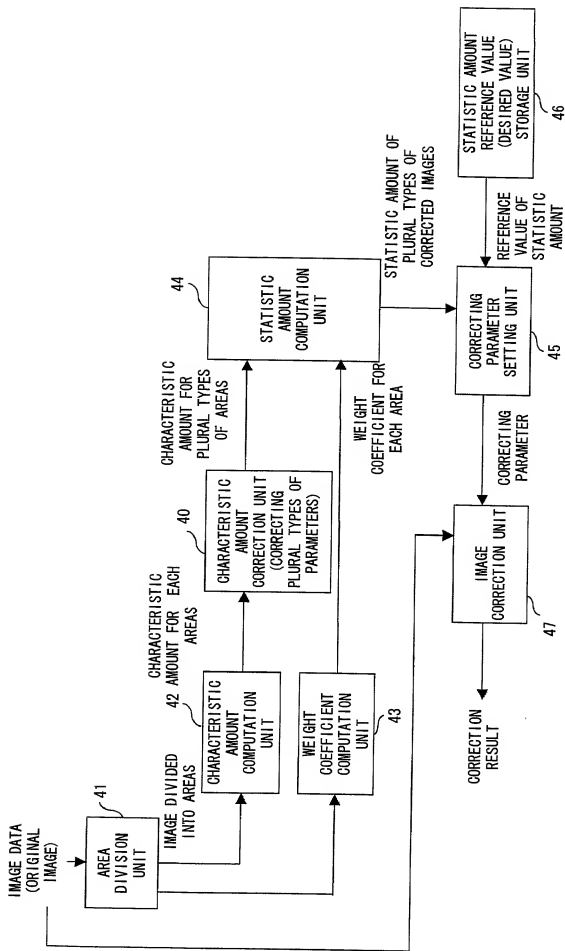 IMAGE DATA
(ORIGINAL
IMAGE)
41
AREA
DIVISION
UNIT
IMAGE DIVIDED
INTO AREAS
42
CHARACTERISTIC
AMOUNT
COMPUTATION
UNIT
WEIGHT
COEFFICIENT
COMPUTATION
UNIT
43
CHARACTERISTIC
AMOUNT FOR EACH
AREAS
40
CHARACTERISTIC
AMOUNT
CORRECTION UNIT
(CORRECTING
PLURAL TYPES OF
PARAMETERS)
CHARACTERISTIC
AMOUNT FOR
PLURAL TYPES
OF AREAS
WEIGHT
COEFFICIENT FOR
EACH AREA
44
STATISTIC
AMOUNT
COMPUTATION
UNIT
STATISTIC AMOUNT OF
PLURAL TYPES OF
CORRECTED IMAGES
STATISTIC AMOUNT
REFERENCE VALUE
(DESIRED VALUE)
STORAGE UNIT
46
REFERENCE
VALUE OF
STATISTIC
AMOUNT
CORRECTING
PARAMETER
SETTING UNIT
45
CORRECTING
PARAMETER
IMAGE
CORRECTION UNIT
47
CORRECTION
RESULT